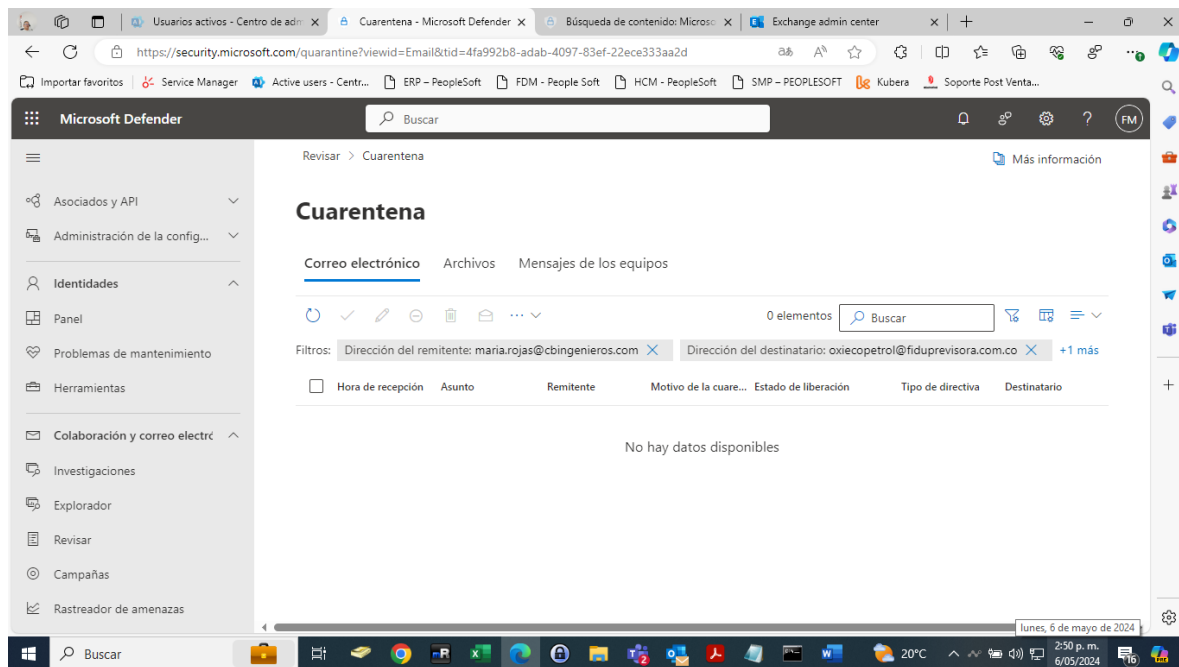 Usuarios activos - Centro de adm
Cuarentena - Microsoft Defender
Búsqueda de contenido: Microso
Exchange admin center
https://security.microsoft.com/quarantine?viewid=Email&tid=4fa992b8-adab-4097-83ef-22ece333aa2d
Importar favoritos
Service Manager
Active users - Centr...
ERP – PeopleSoft
FDM - People Soft
HCM - PeopleSoft
SMP – PEOPLESOFT
Kubera
Soporte Post Venta...
Microsoft Defender
Buscar
FM
Revisar > Cuarentena
Más información
Asociados y API
Administración de la config...
Identidades
Panel
Problemas de mantenimiento
Herramientas
Colaboración y correo electró
Investigaciones
Explorador
Revisar
Campañas
Rastreador de amenazas
Cuarentena
Correo electrónico Archivos Mensajes de los equipos
0 elementos Buscar
Filtros: Dirección del remitente: maria.rojas@cbingenieros.com Dirección del destinatario: oxiecopetrol@fiduprevisora.com.co +1 más
Hora de recepción Asunto Remitente Motivo de la cuare... Estado de liberación Tipo de directiva Destinatario
No hay datos disponibles
lunes, 6 de mayo de 2024
Buscar
20°C
2:50 p. m.
6/05/2024
16